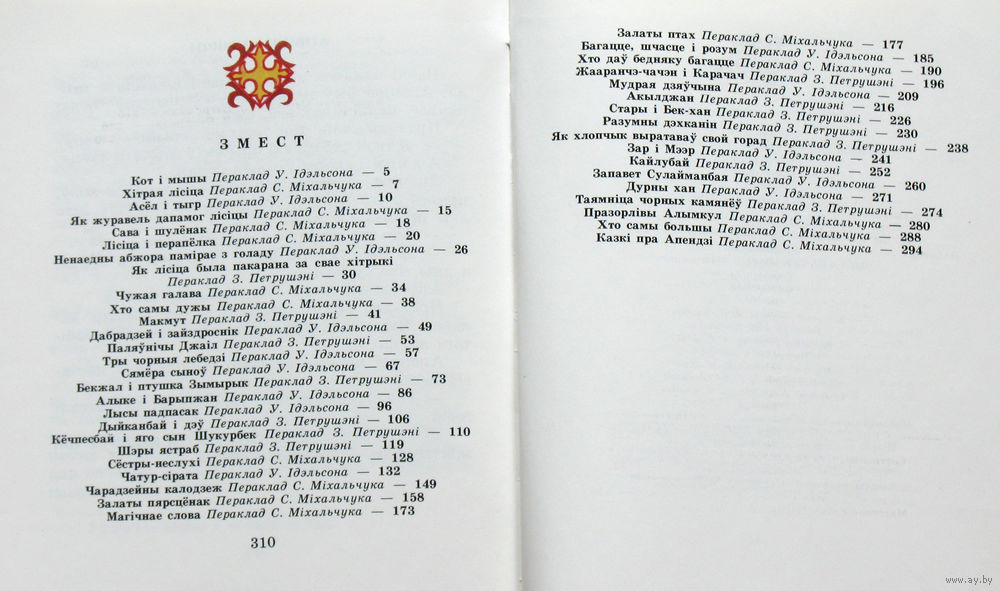 ЗМЕСТ
Кот і мышы Пераклад У. Ідэльсона — 5
Хітрая лісіца Пераклад С. Міхальчука — 7
Асёл і тыгр Пераклад У. Ідэльсона — 10
Як журавель дапамог лісіцы Пераклад С. Міхальчука — 15
Сава і шулёнак Пераклад С. Міхальчука — 18
Лісіца і перапёлка Пераклад С. Міхальчука — 20
Ненаедны абжора памірае з голаду Пераклад У. Ідэльсона — 26
Як лісіца была пакарана за свае хітрыкі
Пераклад З. Петрушэні — 30
Чужая галава Пераклад С. Міхальчука — 34
Хто самы дужы Пераклад С. Міхальчука — 38
Макмут Пераклад З. Петрушэні — 41
Дабрадзей і зайздроснік Пераклад У. Ідэльсона — 49
Паляўнічы Джаіл Пераклад З. Петрушэні — 53
Тры чорныя лебедзі Пераклад У. Ідэльсона — 57
Сямёра сыноў Пераклад У. Ідэльсона — 67
Бекжал і птушка Зымырык Пераклад З. Петрушэні — 73
Алыке і Барыпжан Пераклад У. Ідэльсона — 86
Лысы падпасак Пераклад У. Ідэльсона — 96
Дыйканбай і дэў Пераклад З. Петрушэні — 106
Кёчпесбай і яго сын Шукурбек Пераклад З. Петрушэні — 110
Шэры ястраб Пераклад З. Петрушэні — 119
Сёстры-неслухі Пераклад С. Міхальчука — 128
Чатур-сірата Пераклад У. Ідэльсона — 132
Чарадзейны калодзеж Пераклад С. Міхальчука — 149
Залаты пярсцёнак Пераклад С. Міхальчука — 158
Магічнае слова Пераклад С. Міхальчука — 173
310
Залаты птах Пераклад С. Міхальчука — 177
Багацце, шчасце і розум Пераклад У. Ідэльсона — 185
Хто даў бедняку багацце Пераклад С. Міхальчука — 190
Жааранчэ-чачэн і Карачач Пераклад З. Петрушэні — 196
Мудрая дзяўчына Пераклад У. Ідэльсона — 209
Акылджан Пераклад З. Петрушэні — 216
Стары і Бек-хан Пераклад З. Петрушэні — 226
Разумны дэхканін Пераклад З. Петрушэні — 230
Як хлопчык выратаваў свой горад Пераклад З. Петрушэні — 238
Зар і Мээр Пераклад У. Ідэльсона — 241
Кайлубай Пераклад З. Петрушэні — 252
Запавет Сулайманбая Пераклад У. Ідэльсона — 260
Дурны хан Пераклад У. Ідэльсона — 271
Таямніца чорных камянёў Пераклад З. Петрушэні — 274
Празорлівы Алымкул Пераклад С. Міхальчука — 280
Хто самы большы Пераклад С. Міхальчука — 288
Казкі пра Апендзі Пераклад С. Міхальчука — 294
www.ay.by